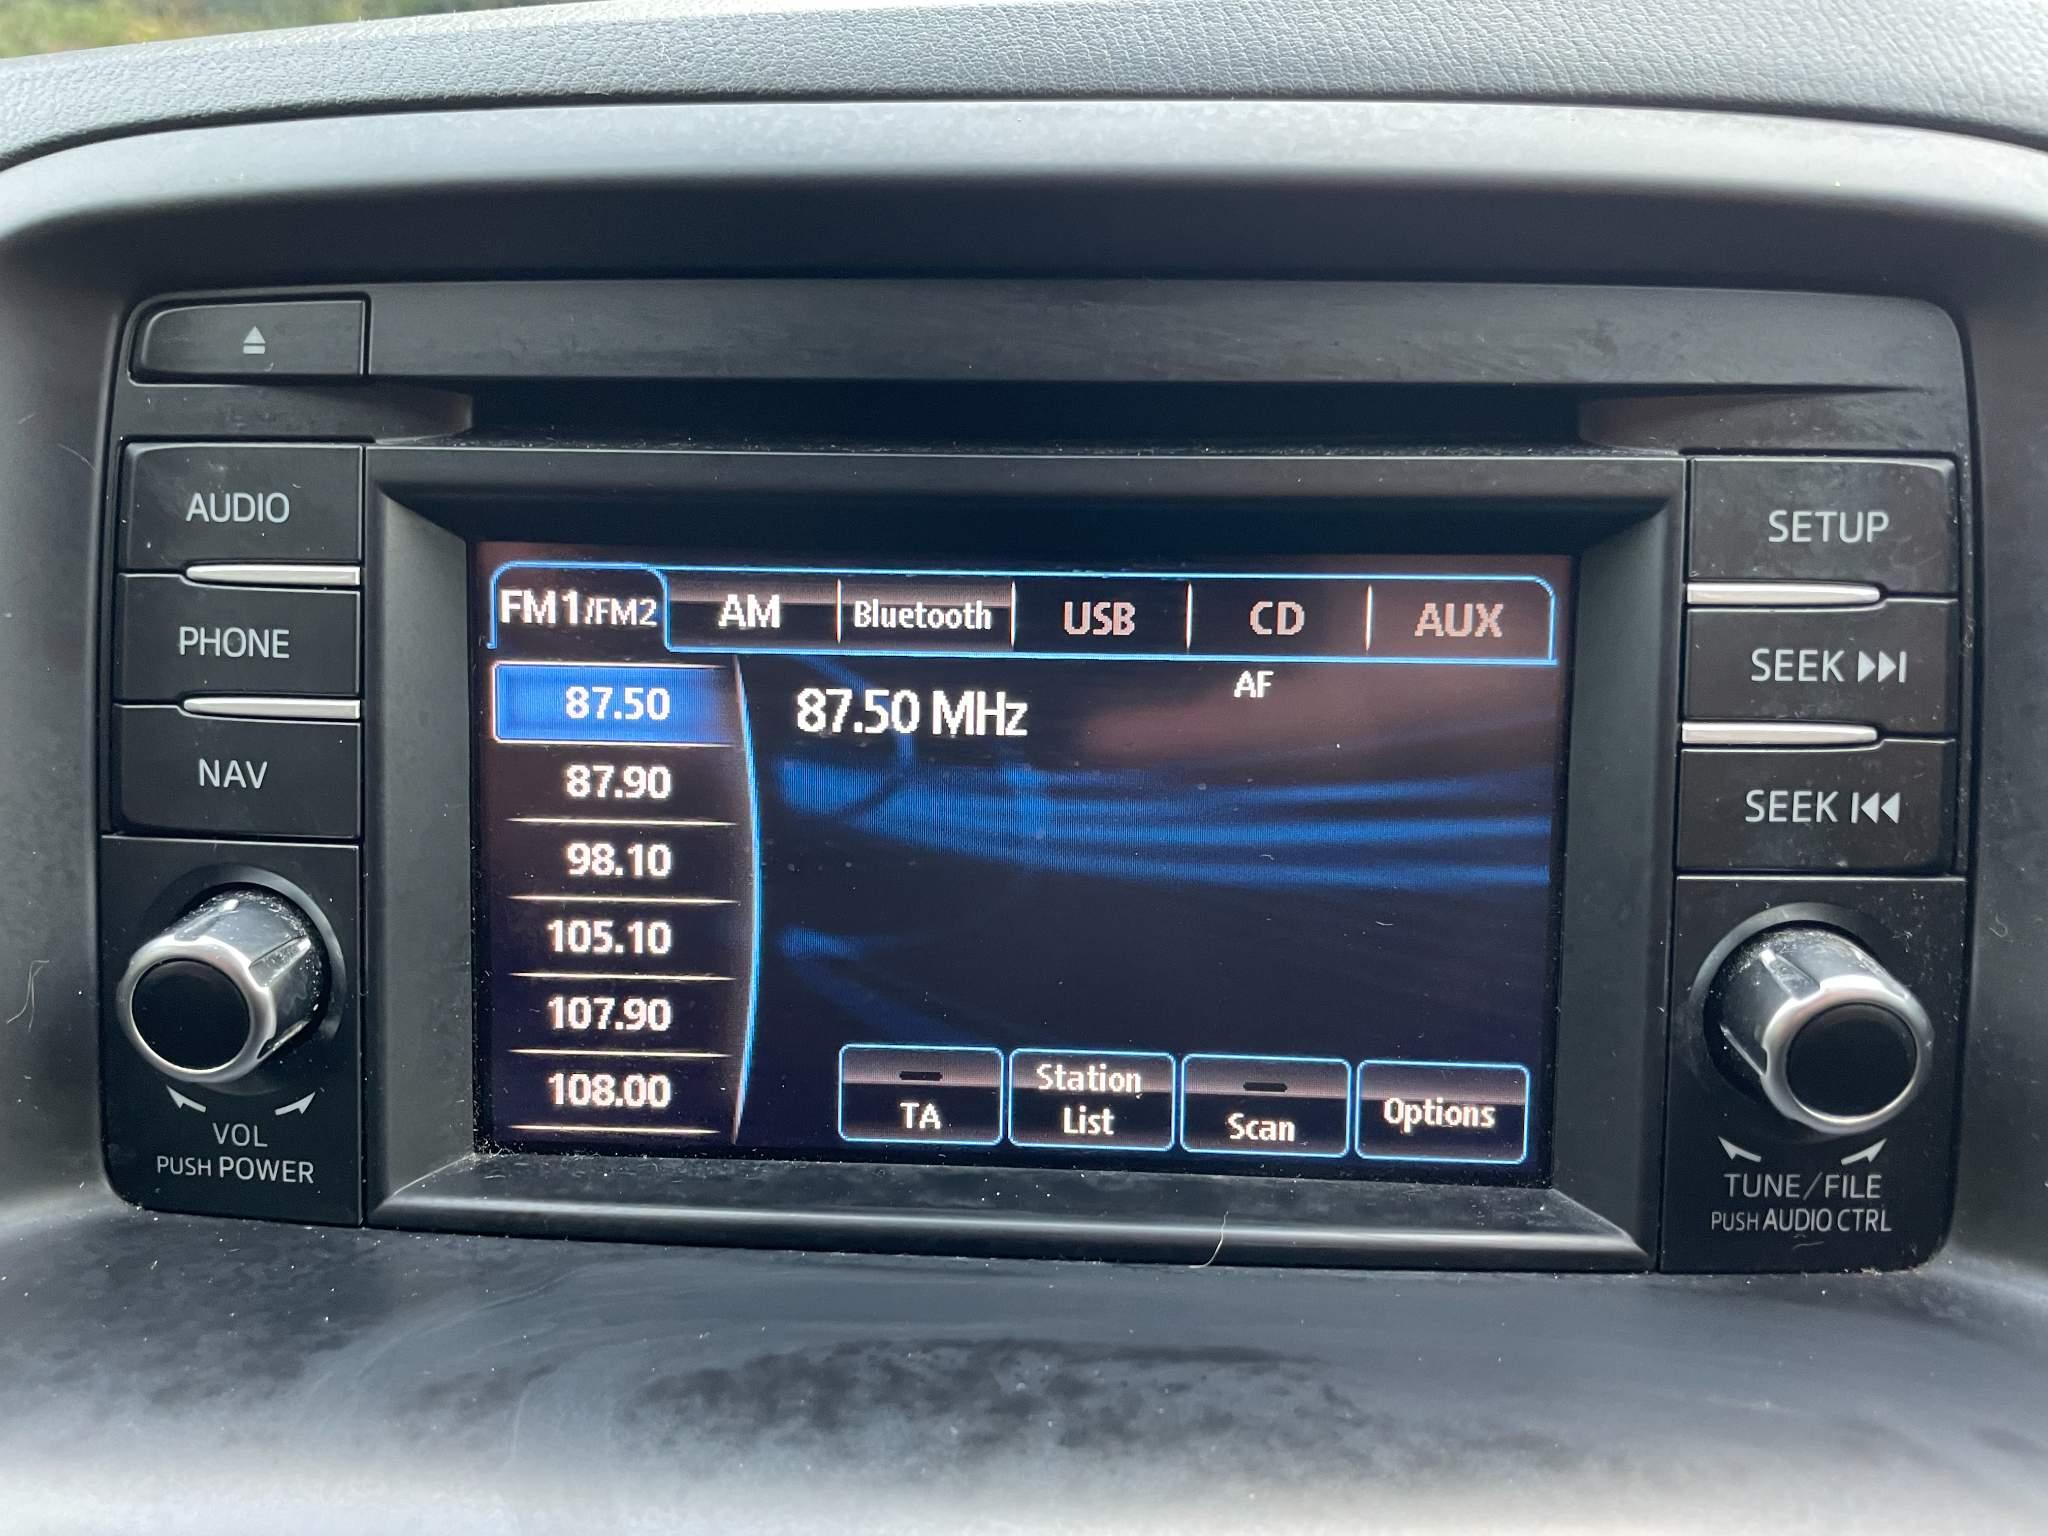 AUDIO
PHONE
NAV
VOL
PUSH POWER
FM1/FM2 AM Bluetooth USB CD AUX
87.50
87.90
98.10
105.10
107.90
108.00
87.50 MHz AF
TA
Station
List
Scan
Options
SETUP
SEEK
SEEK
TUNE/FILE
PUSH AUDIO CTRL